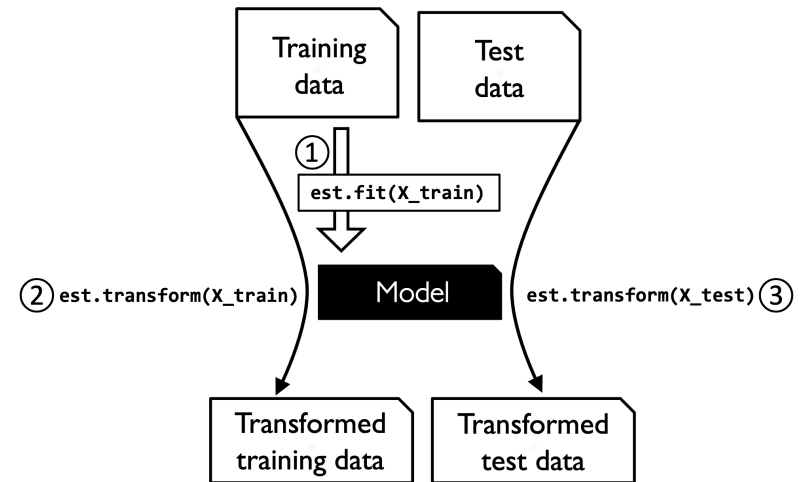 Training
data
Test
data
①
est.fit(X_train)
② est.transform(X_train)
Model
est.transform(X_test) ③
Transformed
training data
Transformed
test data